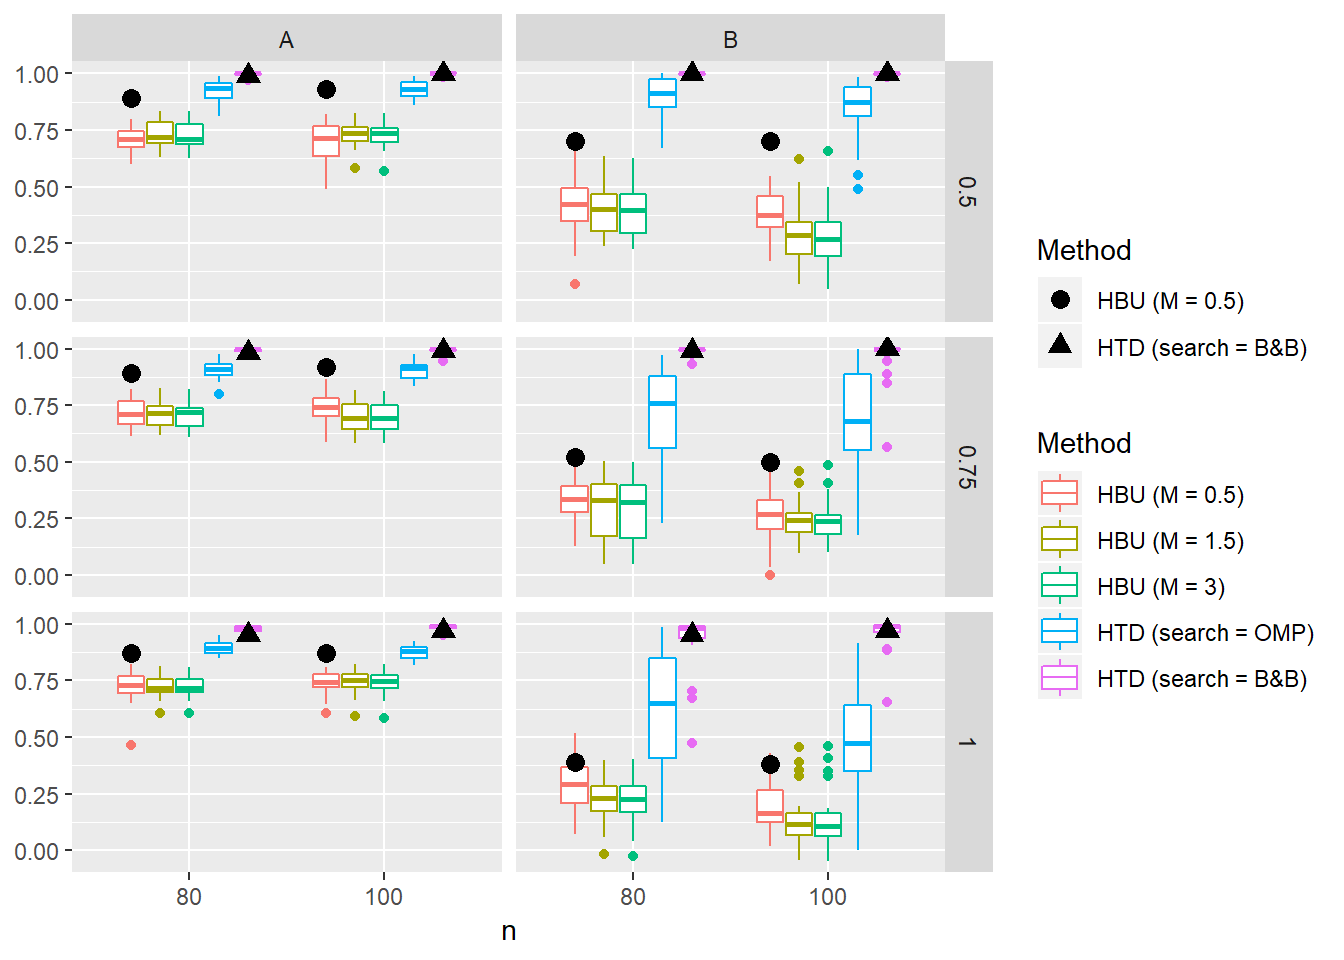 A
B
1.00
0.75
0.50
0.25
0.00
0.5
1.00
0.75
0.50
0.25
0.00
0.75
1.00
0.75
0.50
0.25
0.00
1
80
100
80
100
n
Method
HBU (M = 0.5)
HTD (search = B&B)
Method
HBU (M = 0.5)
HBU (M = 1.5)
HBU (M = 3)
HTD (search = OMP)
HTD (search = B&B)